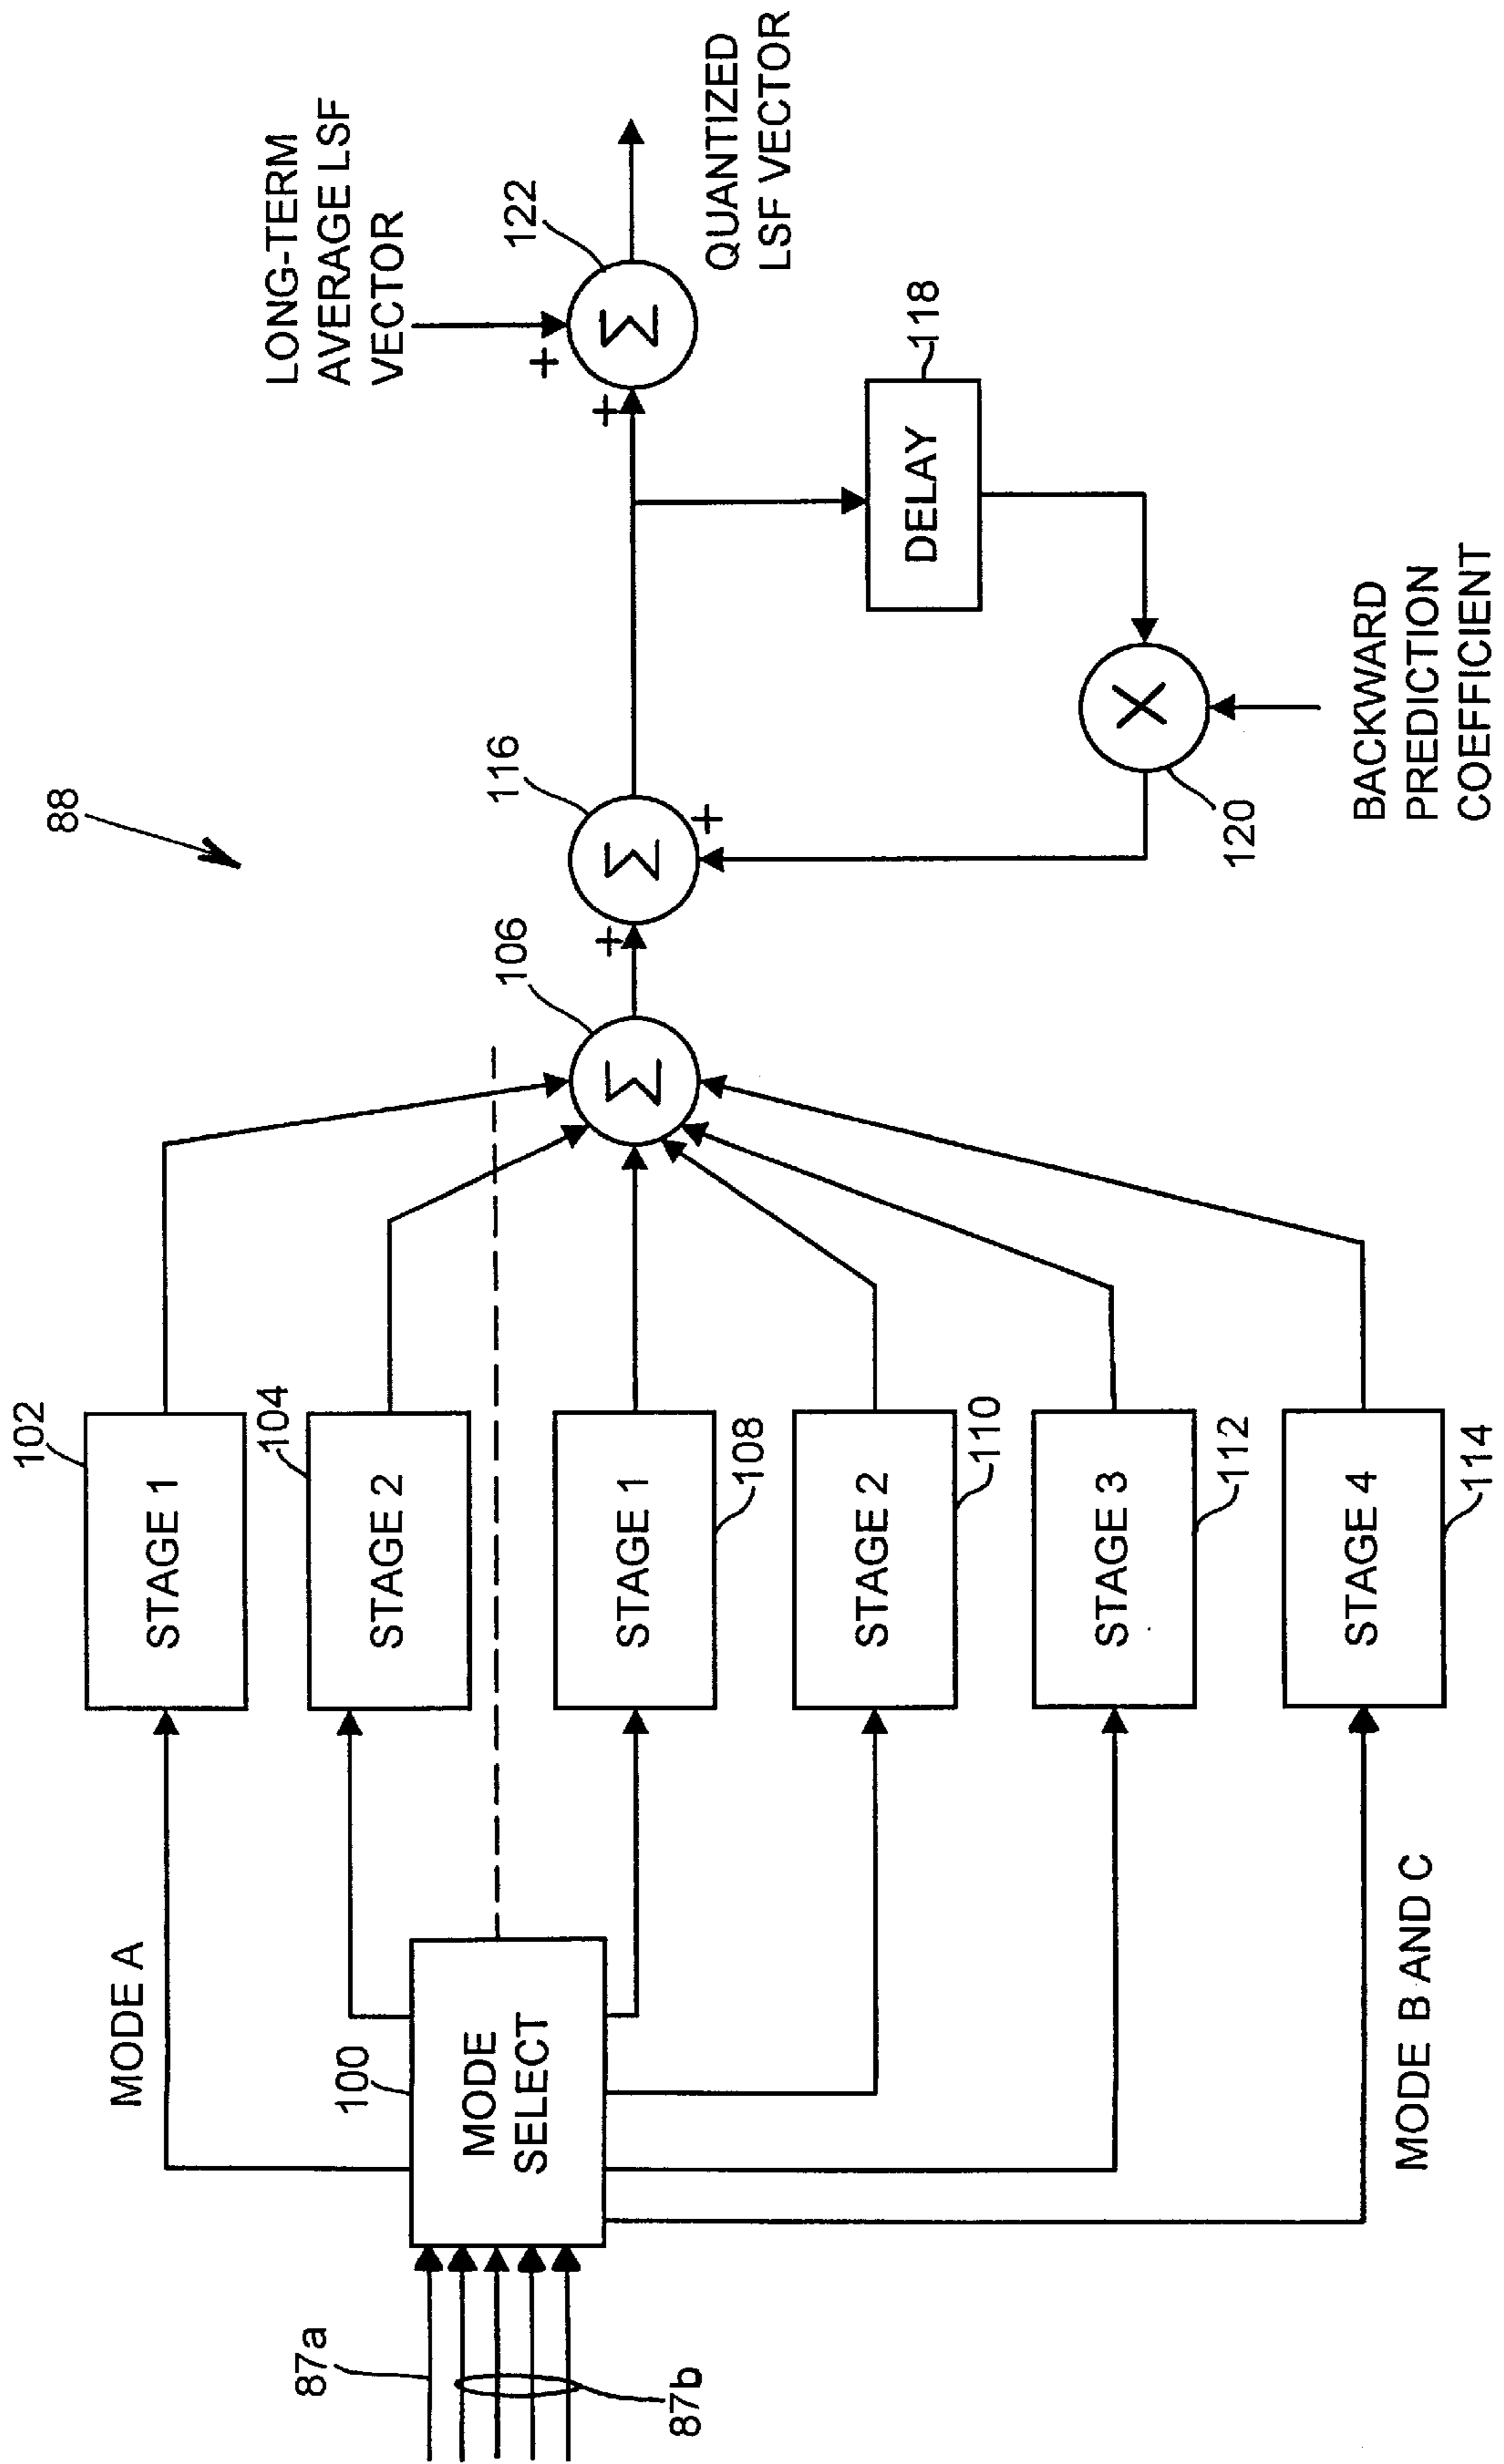 88
MODE A
102
STAGE 1
104
STAGE 2
100
MODE
SELECT
87a
87b
STAGE 1
108
STAGE 2
110
STAGE 3
112
STAGE 4
114
MODE B AND C
106
Σ
+
116
Σ
+
LONG-TERM
AVERAGE LSF
VECTOR
+
+
122
Σ
QUANTIZED
LSF VECTOR
118
DELAY
X
120
BACKWARD
PREDICTION
COEFFICIENT